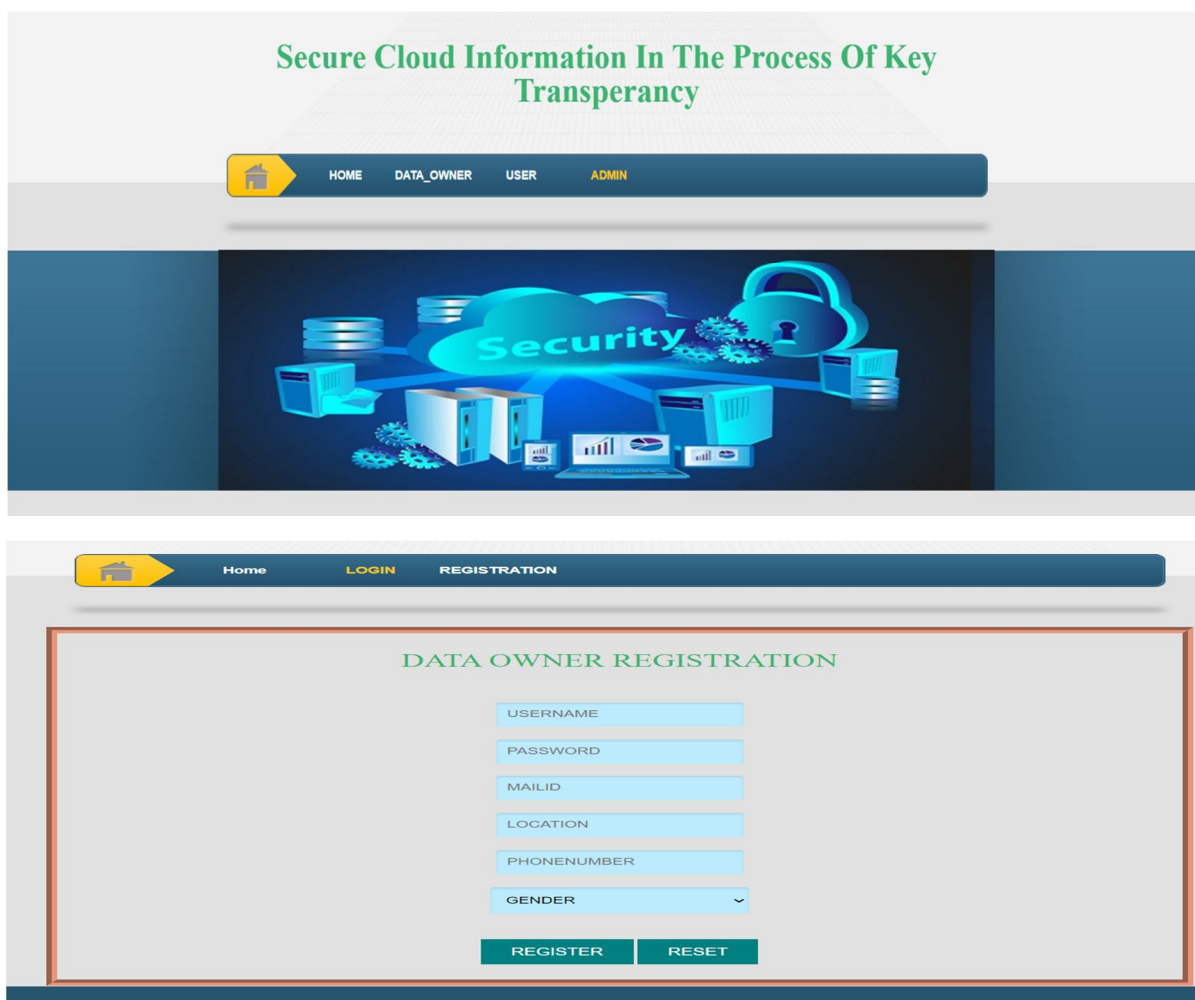 Secure Cloud Information In The Process Of Key
Transperancy
HOME DATA_OWNER USER ADMIN
Security
Home LOGIN REGISTRATION
DATA OWNER REGISTRATION
USERNAME
PASSWORD
MAILID
LOCATION
PHONENUMBER
GENDER
REGISTER RESET